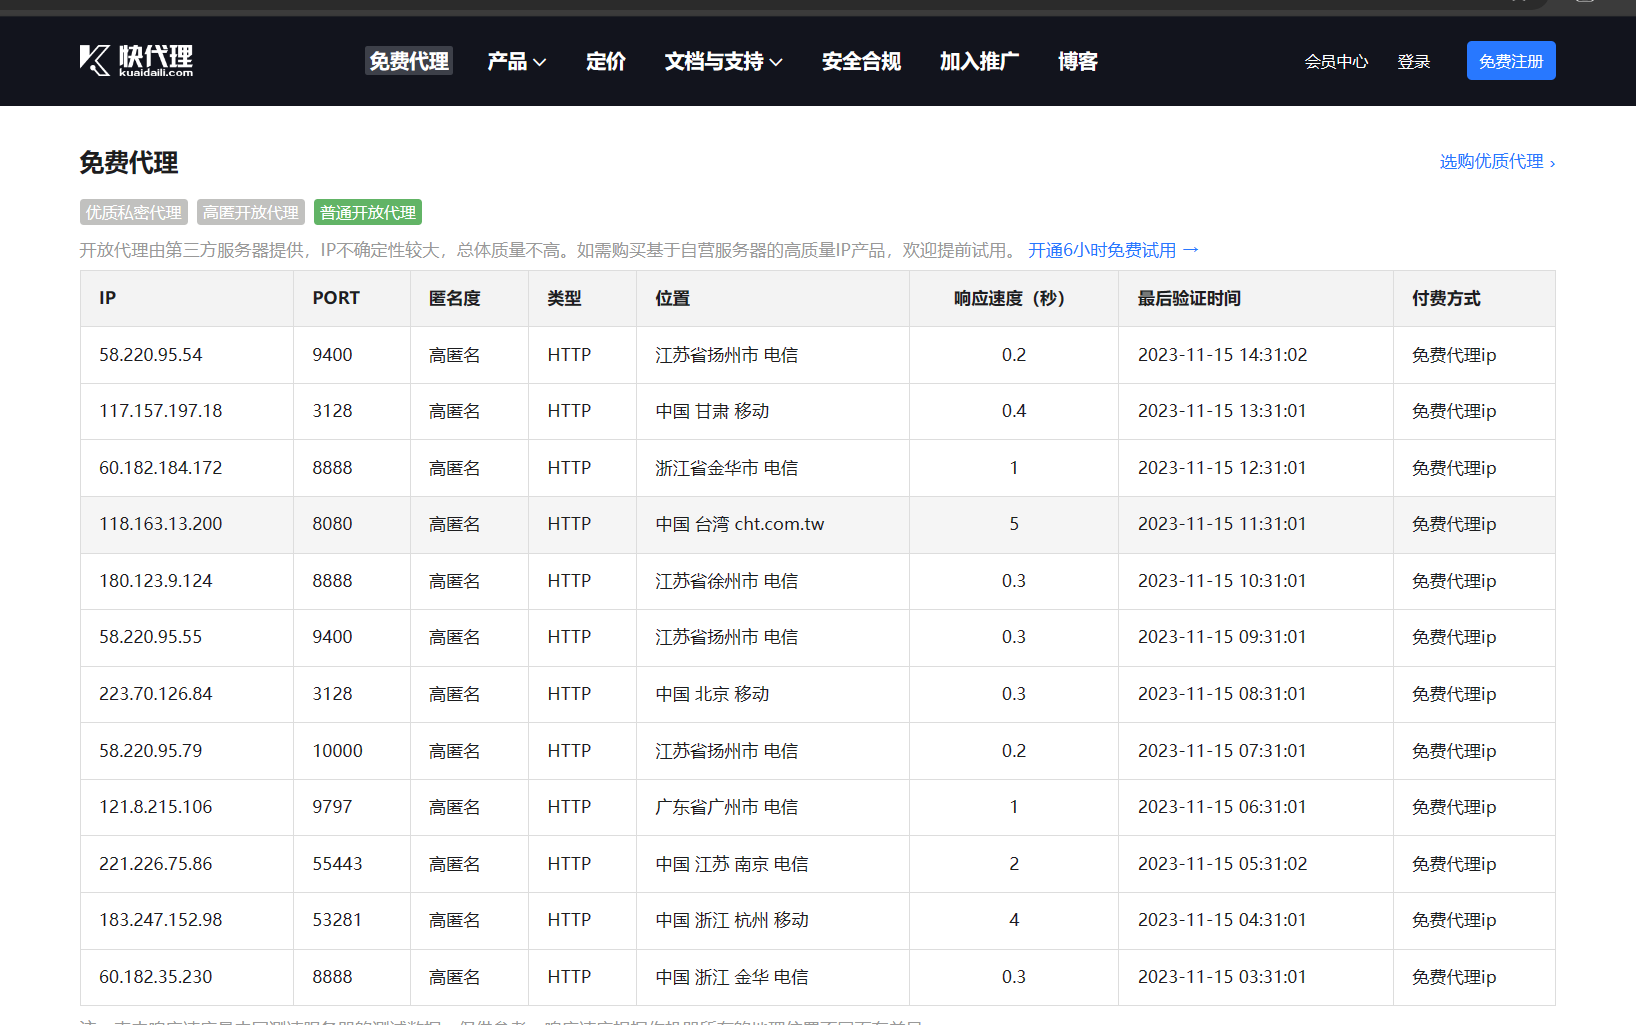 快代理 kuaidaili.com 免费代理 产品 定价 文档与支持 安全合规 加入推广 博客 会员中心 登录 免费注册
免费代理 选购优质代理 ›
优质私密代理 高匿开放代理 普通开放代理
开放代理由第三方服务器提供，IP不确定性较大，总体质量不高。如需购买基于自营服务器的高质量IP产品，欢迎提前试用。 开通6小时免费试用 →
IP PORT 匿名度 类型 位置 响应速度（秒） 最后验证时间 付费方式
58.220.95.54 9400 高匿名 HTTP 江苏省扬州市 电信 0.2 2023-11-15 14:31:02 免费代理ip
117.157.197.18 3128 高匿名 HTTP 中国 甘肃 移动 0.4 2023-11-15 13:31:01 免费代理ip
60.182.184.172 8888 高匿名 HTTP 浙江省金华市 电信 1 2023-11-15 12:31:01 免费代理ip
118.163.13.200 8080 高匿名 HTTP 中国 台湾 cht.com.tw 5 2023-11-15 11:31:01 免费代理ip
180.123.9.124 8888 高匿名 HTTP 江苏省徐州市 电信 0.3 2023-11-15 10:31:01 免费代理ip
58.220.95.55 9400 高匿名 HTTP 江苏省扬州市 电信 0.3 2023-11-15 09:31:01 免费代理ip
223.70.126.84 3128 高匿名 HTTP 中国 北京 移动 0.3 2023-11-15 08:31:01 免费代理ip
58.220.95.79 10000 高匿名 HTTP 江苏省扬州市 电信 0.2 2023-11-15 07:31:01 免费代理ip
121.8.215.106 9797 高匿名 HTTP 广东省广州市 电信 1 2023-11-15 06:31:01 免费代理ip
221.226.75.86 55443 高匿名 HTTP 中国 江苏 南京 电信 2 2023-11-15 05:31:02 免费代理ip
183.247.152.98 53281 高匿名 HTTP 中国 浙江 杭州 移动 4 2023-11-15 04:31:01 免费代理ip
60.182.35.230 8888 高匿名 HTTP 中国 浙江 金华 电信 0.3 2023-11-15 03:31:01 免费代理ip